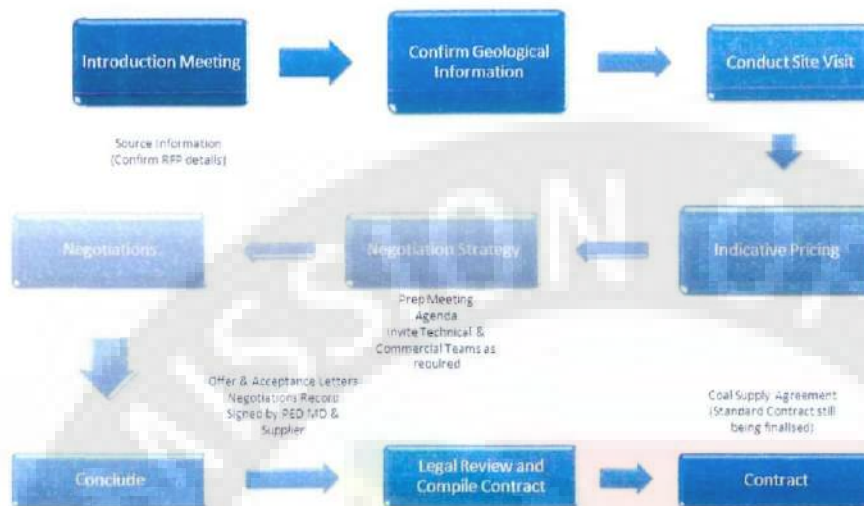 Introduction Meeting
Confirm Geological
Information
Conduct Site Visit
Source Information
(Confirm RFP details)
Negotiations
Negotiation Strategy
Indicative Pricing
Prep Meeting
Agenda
Invite Technical &
Commercial Teams as
required
Offer & Acceptance Letters
Negotiations Record
Signed by PED MD &
Supplier
Coal Supply Agreement
(Standard Contract still
being finalised)
Conclude
Legal Review and
Compile Contract
Contract